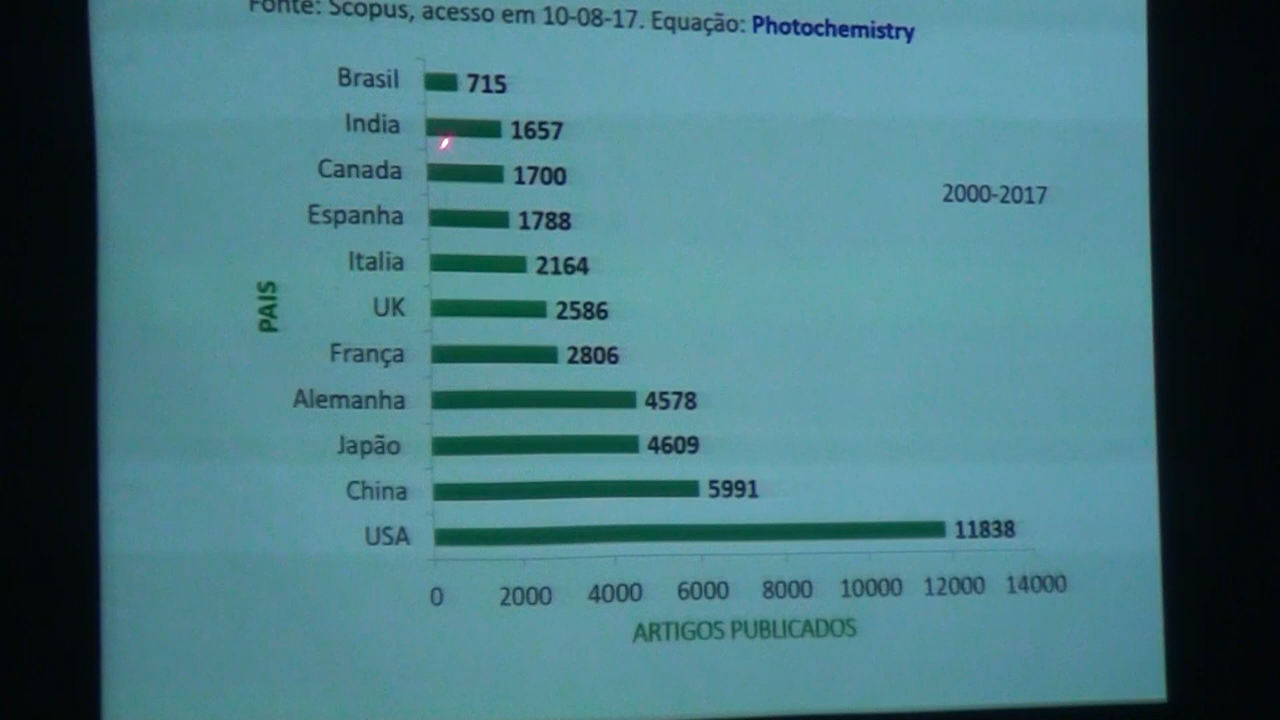 Fonte: Scopus, acesso em 10-08-17. Equação: Photochemistry
Brasil 715
India 1657
Canada 1700
2000-2017
Espanha 1788
Italia 2164
PAIS
UK 2586
França 2806
Alemanha 4578
Japão 4609
China 5991
USA 11838
0 2000 4000 6000 8000 10000 12000 14000
ARTIGOS PUBLICADOS